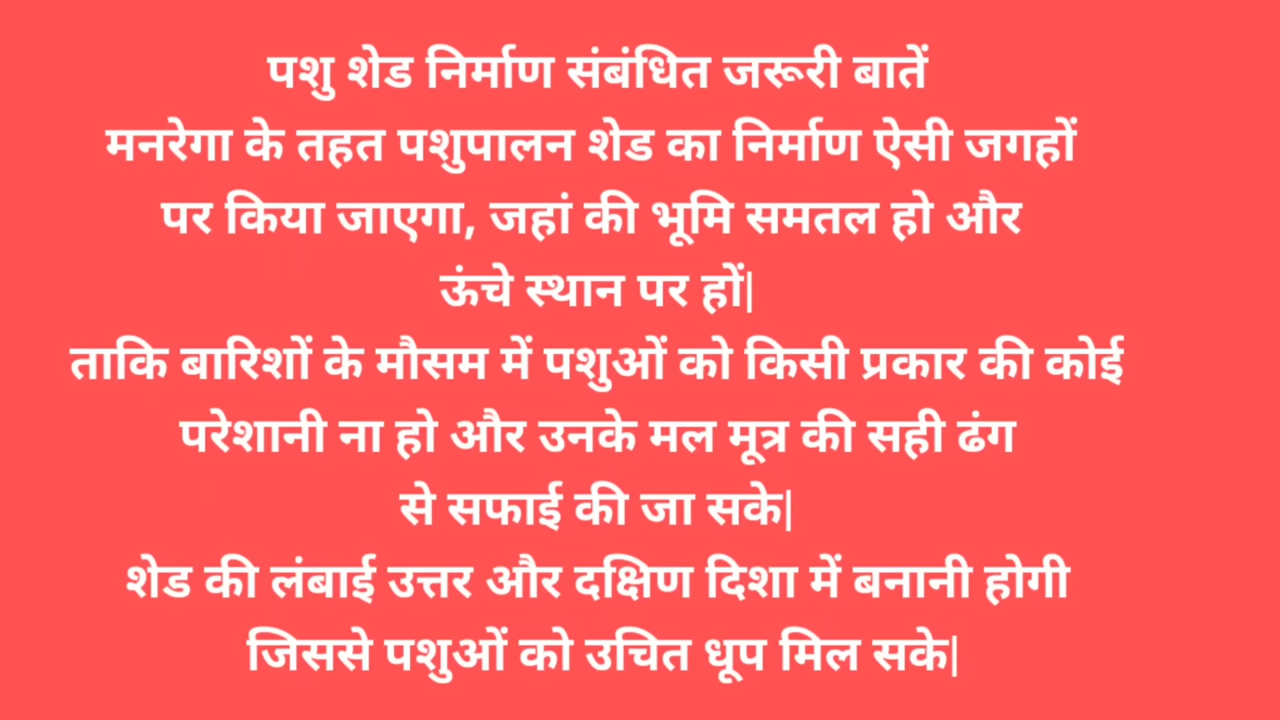 पशु शेड निर्माण संबंधित जरूरी बातें
मनरेगा के तहत पशुपालन शेड का निर्माण ऐसी जगहों
पर किया जाएगा, जहां की भूमि समतल हो और
ऊंचे स्थान पर हों|
ताकि बारिशों के मौसम में पशुओं को किसी प्रकार की कोई
परेशानी ना हो और उनके मल मूत्र की सही ढंग
से सफाई की जा सके|
शेड की लंबाई उत्तर और दक्षिण दिशा में बनानी होगी
जिससे पशुओं को उचित धूप मिल सके|